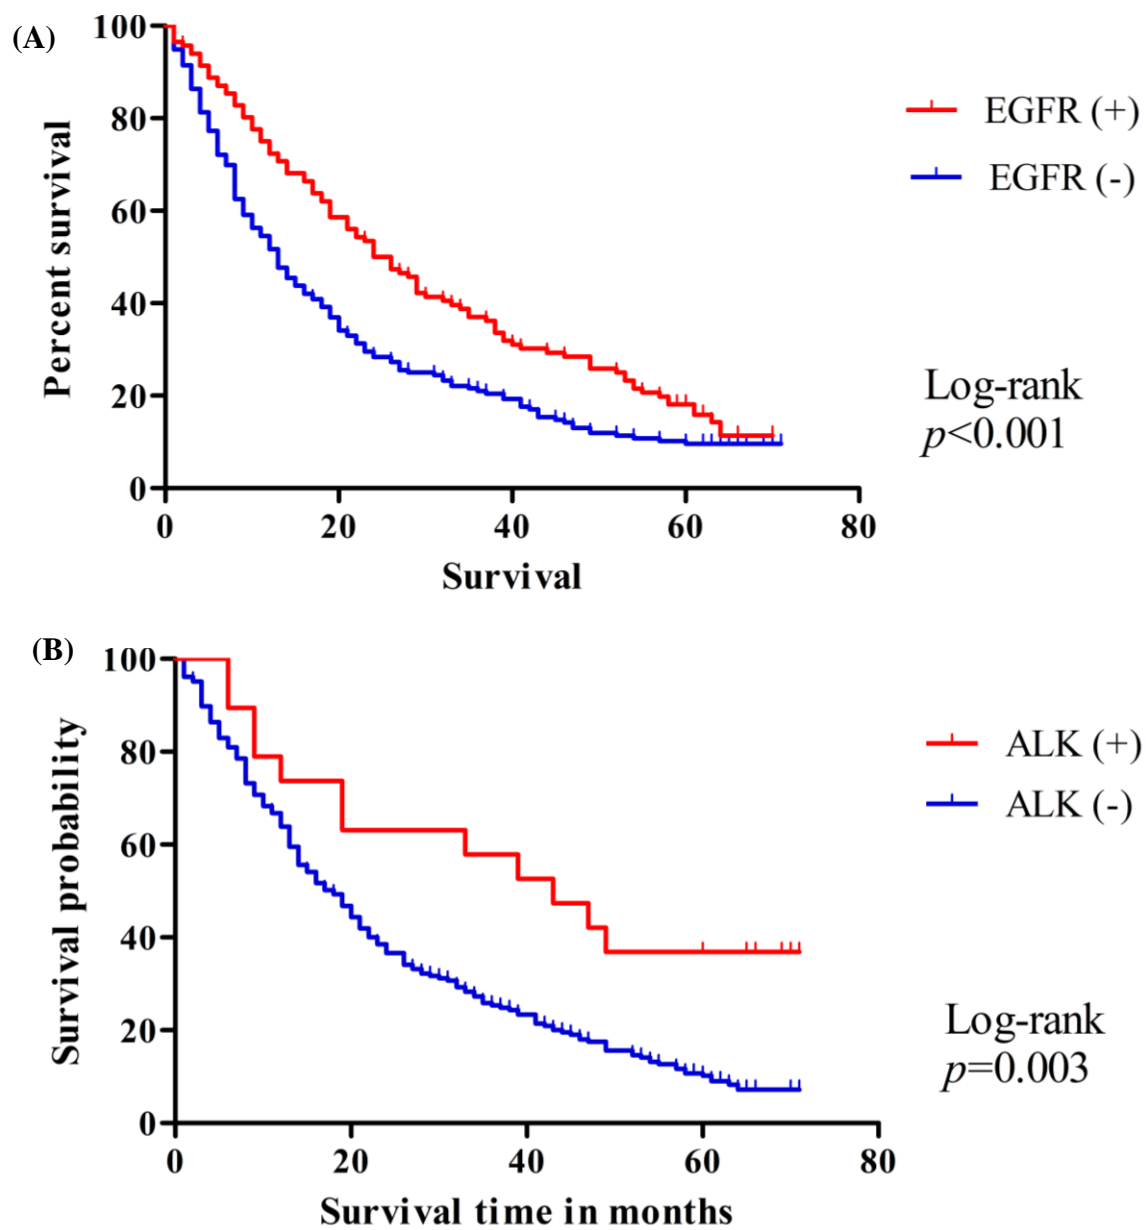 (A)
Percent survival
100
80
60
40
20
0
0 20 40 60 80
Survival
EGFR (+)
EGFR (-)
Log-rank
p<0.001
(B)
Survival probability
100
80
60
40
20
0
0 20 40 60 80
Survival time in months
ALK (+)
ALK (-)
Log-rank
p=0.003